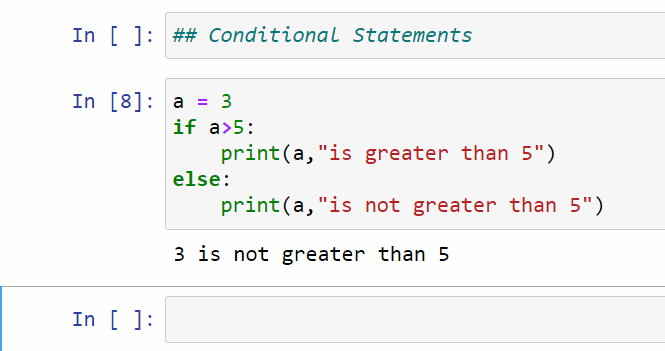 In [ ]: ## Conditional Statements
In [8]: a = 3
if a>5:
    print(a,"is greater than 5")
else:
    print(a,"is not greater than 5")
3 is not greater than 5
In [ ]: